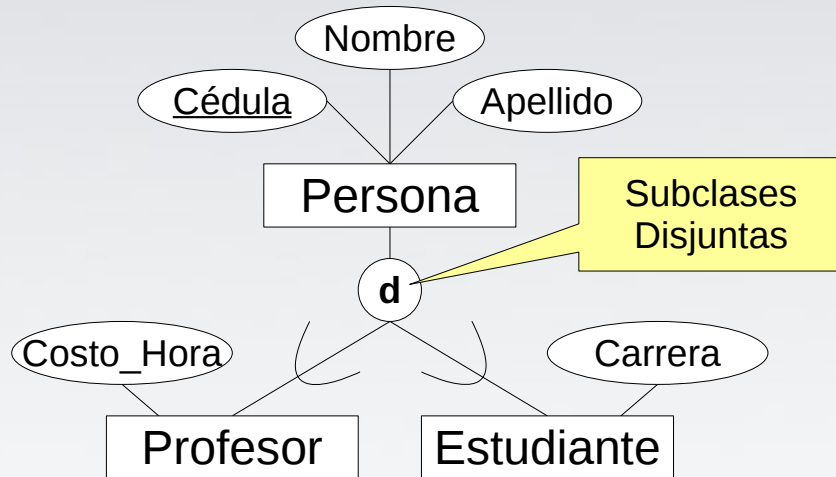 Nombre
Cédula
Apellido
Persona
Subclases
Disjuntas
d
Costo_Hora
Carrera
Profesor
Estudiante